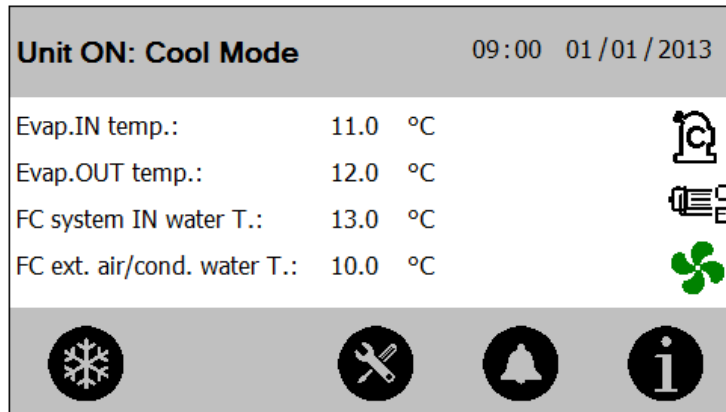 Unit ON: Cool Mode 09:00 01/01/2013
Evap.IN temp.: 11.0 °C
Evap.OUT temp.: 12.0 °C
FC system IN water T.: 13.0 °C
FC ext. air/cond. water T.: 10.0 °C
C